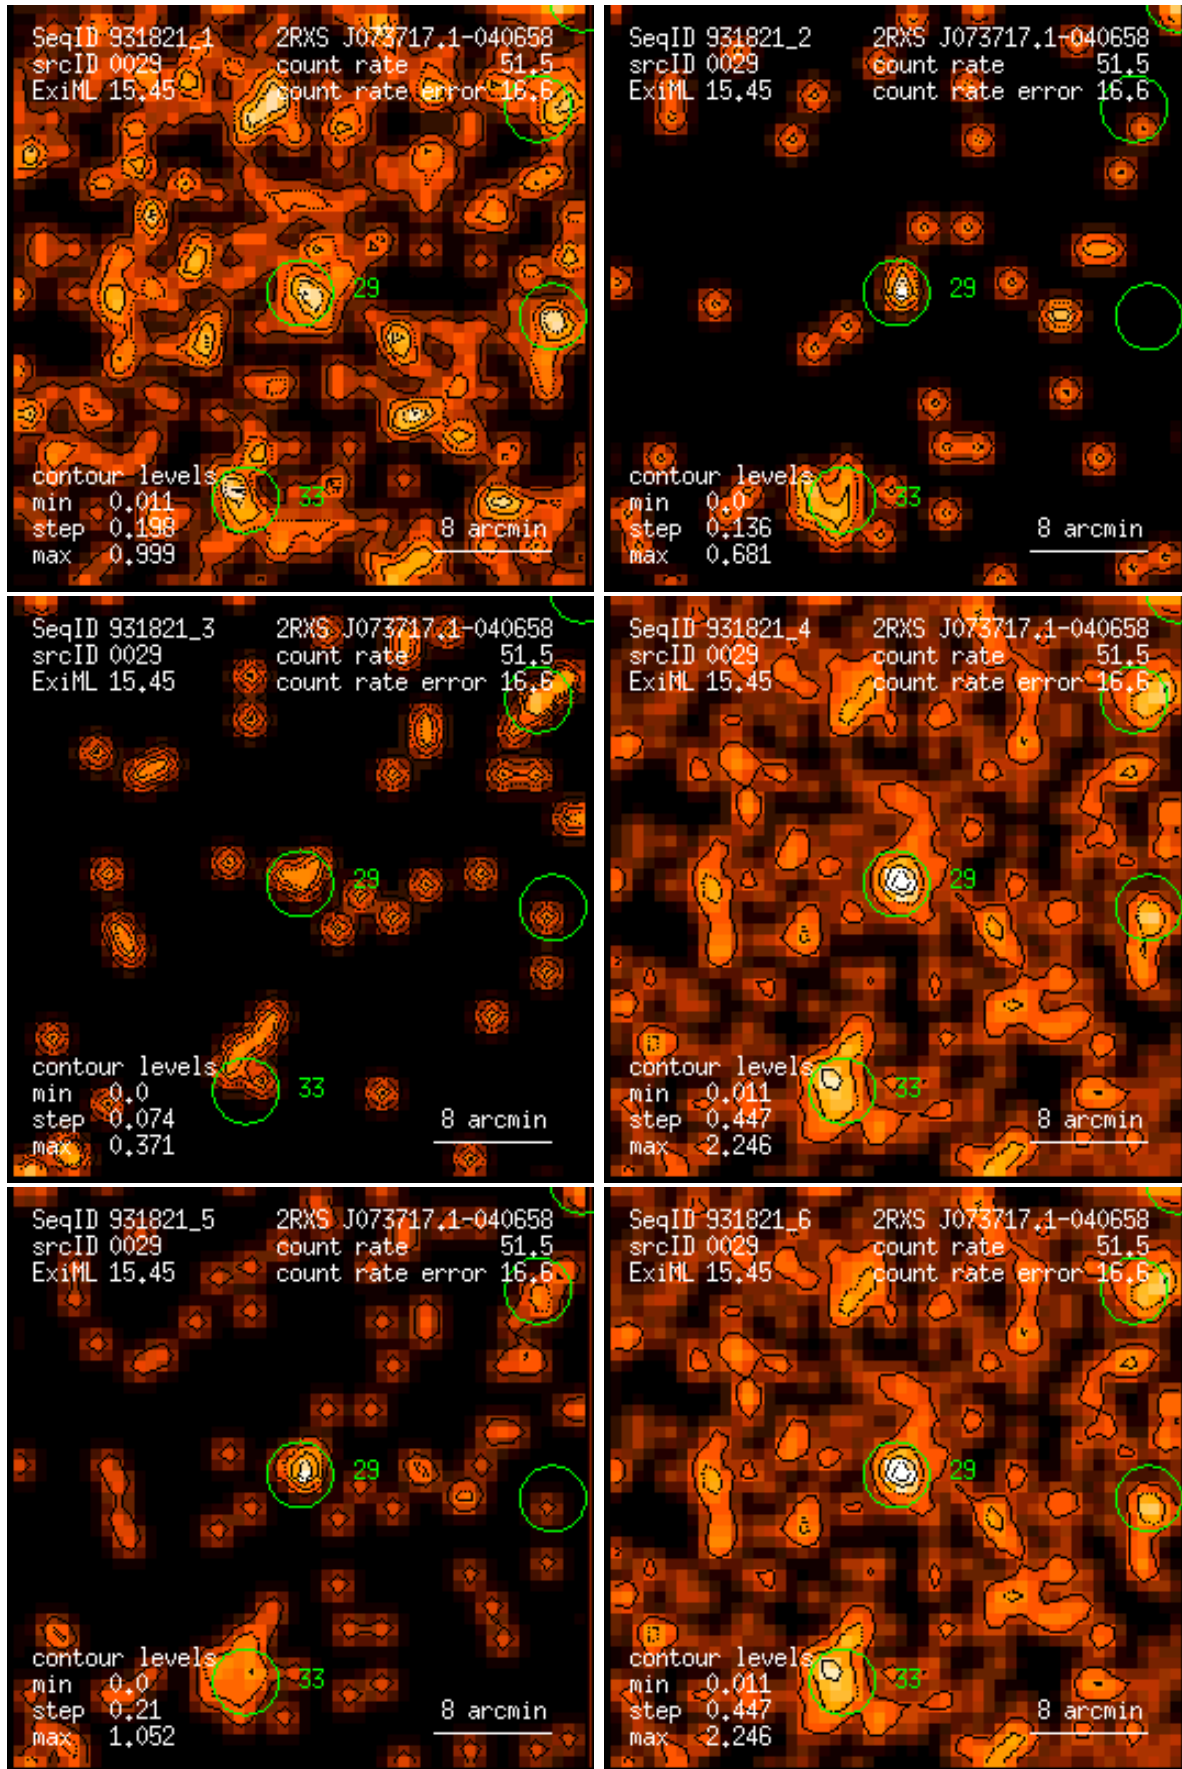 SeqID 931821_1 2RXS J073717.1-040658
srcID 0029 count rate 51.5
ExiML 15.45 count rate error 16.6
29
33
contour levels
min 0.011
step 0.198 8 arcmin
max 0.999
SeqID 931821_2 2RXS J073717.1-040658
srcID 0029 count rate 51.5
ExiML 15.45 count rate error 16.6
29
33
contour levels
min 0.0
step 0.136 8 arcmin
max 0.681
SeqID 931821_3 2RXS J073717.1-040658
srcID 0029 count rate 51.5
ExiML 15.45 count rate error 16.6
29
33
contour levels
min 0.0
step 0.074 8 arcmin
max 0.371
SeqID 931821_4 2RXS J073717.1-040658
srcID 0029 count rate 51.5
ExiML 15.45 count rate error 16.6
29
33
contour levels
min 0.011
step 0.447 8 arcmin
max 2.246
SeqID 931821_5 2RXS J073717.1-040658
srcID 0029 count rate 51.5
ExiML 15.45 count rate error 16.6
29
33
contour levels
min 0.0
step 0.21 8 arcmin
max 1.052
SeqID 931821_6 2RXS J073717.1-040658
srcID 0029 count rate 51.5
ExiML 15.45 count rate error 16.6
29
33
contour levels
min 0.011
step 0.447 8 arcmin
max 2.246